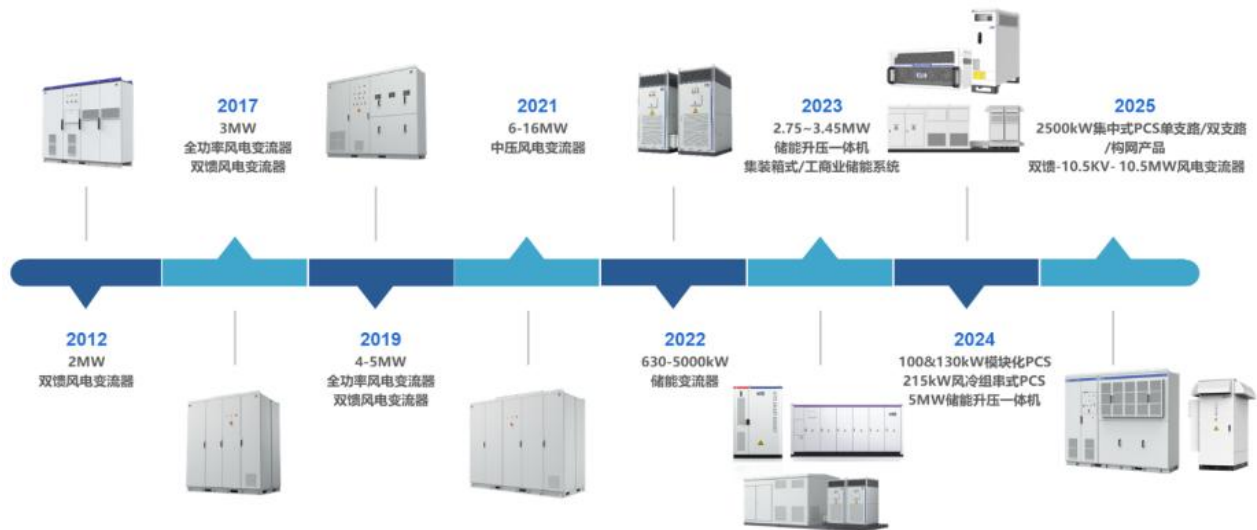 2017
3MW
全功率风电变流器
双馈风电变流器
2021
6-16MW
中压风电变流器
2023
2.75~3.45MW
储能升压一体机
集装箱式/工商业储能系统
2025
2500kW集中式PCS单支路/双支路
/构网产品
双馈-10.5KV- 10.5MW风电变流器
2012
2MW
双馈风电变流器
2019
4-5MW
全功率风电变流器
双馈风电变流器
2022
630-5000kW
储能变流器
2024
100&130kW模块化PCS
215kW风冷组串式PCS
5MW储能升压一体机